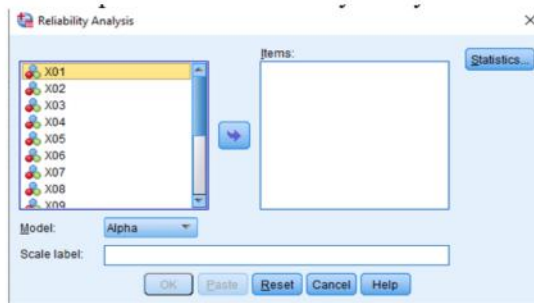 Reliability Analysis
Items:
Statistics...
X01
X02
X03
X04
X05
X06
X07
X08
X09
Model:
Alpha
Scale label:
OK
Paste
Reset
Cancel
Help